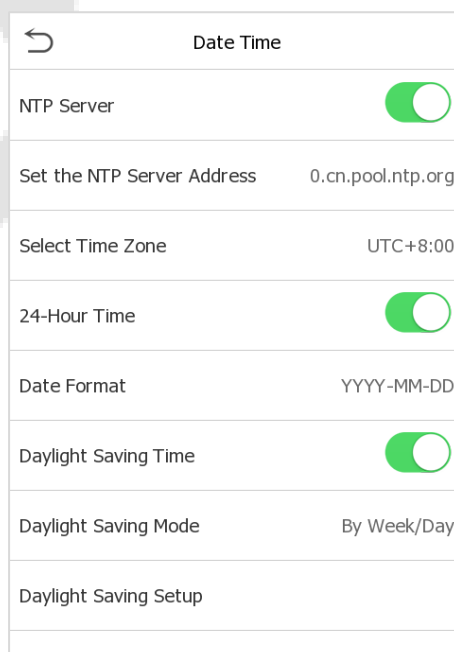 Date Time
NTP Server
Set the NTP Server Address 0.cn.pool.ntp.org
Select Time Zone UTC+8:00
24-Hour Time
Date Format YYYY-MM-DD
Daylight Saving Time
Daylight Saving Mode By Week/Day
Daylight Saving Setup